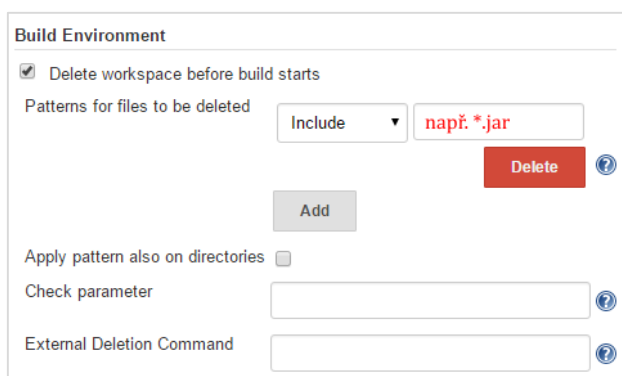 Build Environment
Delete workspace before build starts
Patterns for files to be deleted
Include
např. *.jar
Delete
Add
Apply pattern also on directories
Check parameter
External Deletion Command